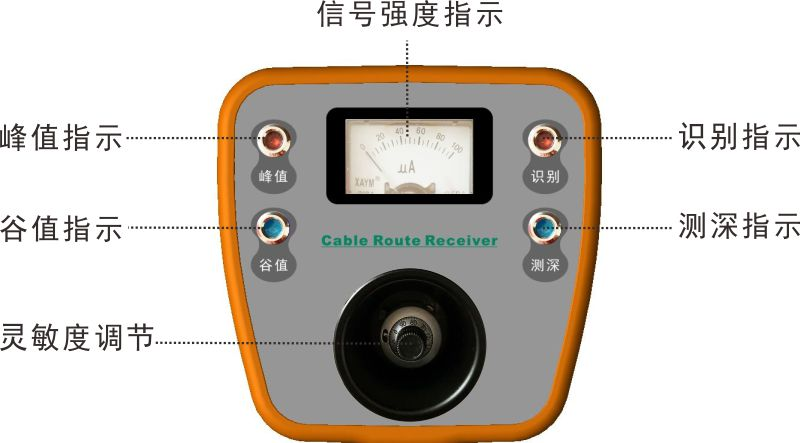 信号强度指示
峰值指示
识别指示
0 20 40 60 80 100
μA
XAYM
峰值
识别
谷值指示
测深指示
Cable Route Receiver
谷值
测深
灵敏度调节